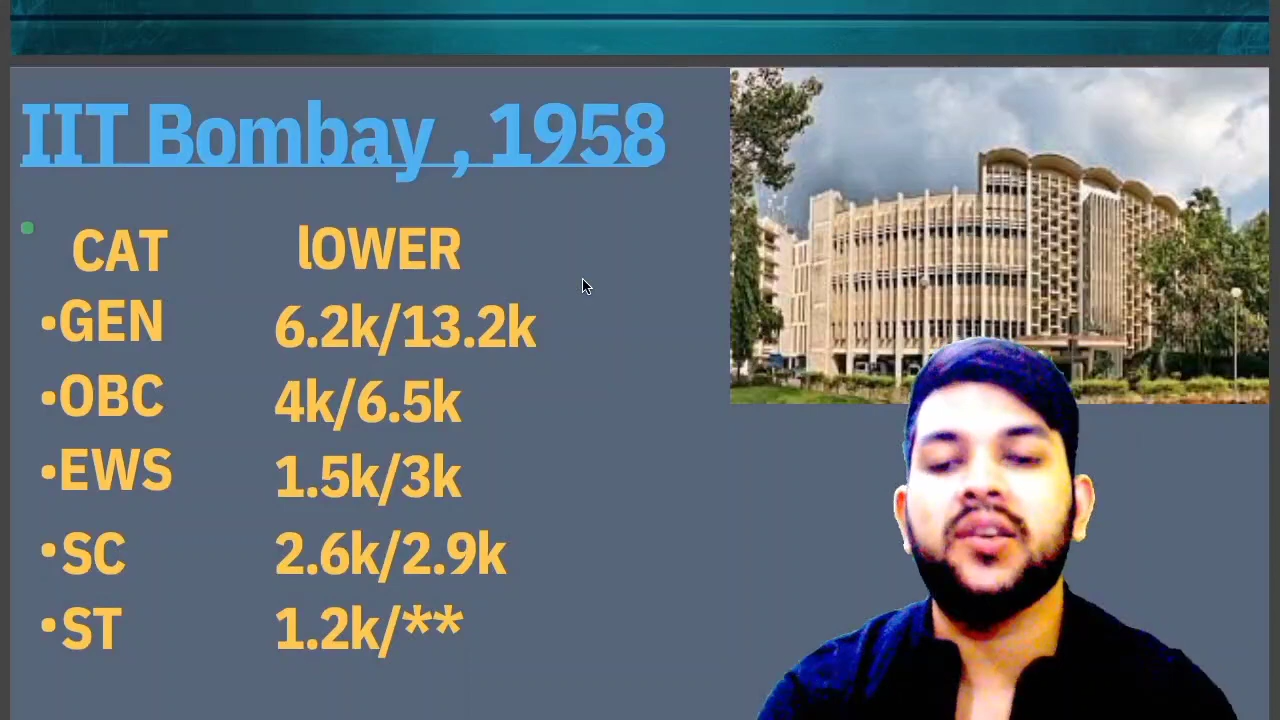 IIT Bombay , 1958
CAT lOWER
•GEN 6.2k/13.2k
•OBC 4k/6.5k
•EWS 1.5k/3k
•SC 2.6k/2.9k
•ST 1.2k/**